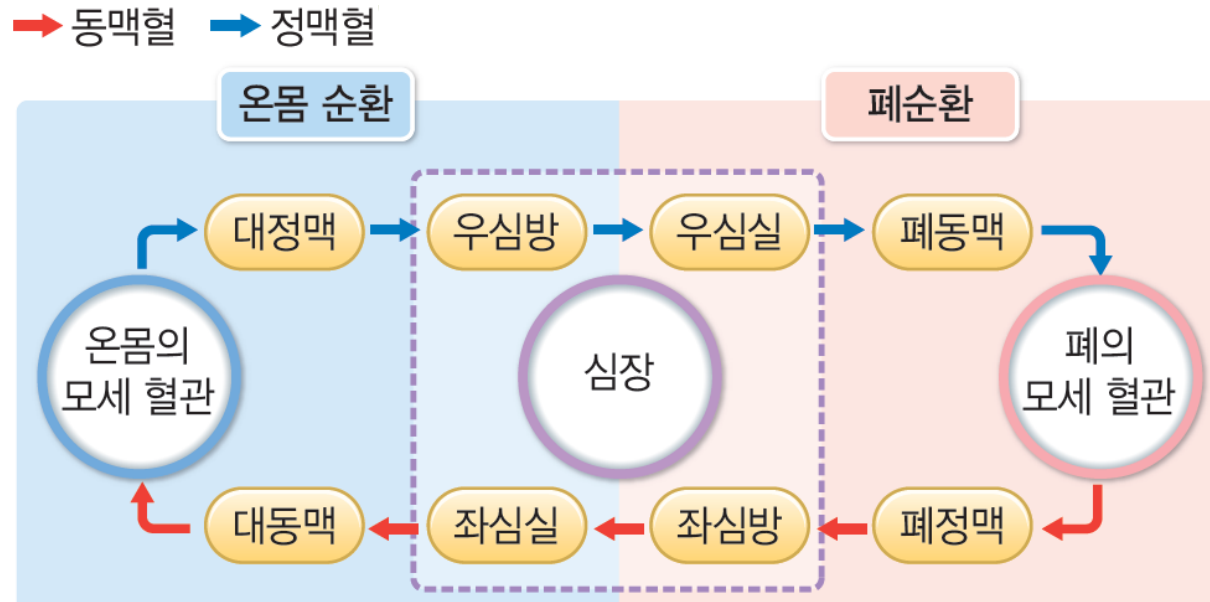 동맥혈 정맥혈
온몸 순환 폐순환
대정맥 우심방 우심실 폐동맥
온몸의
모세 혈관
심장
폐의
모세 혈관
대동맥 좌심실 좌심방 폐정맥